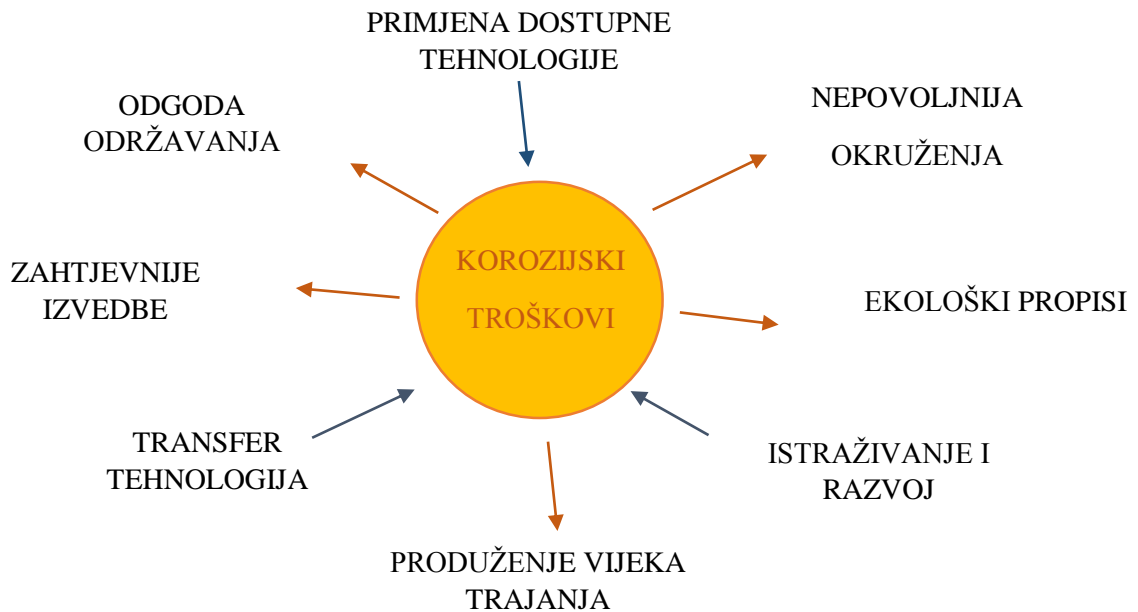 PRIMJENA DOSTUPNE
TEHNOLOGIJE
ODGODA
ODRŽAVANJA
NEPOVOLJNIJA
OKRUŽENJA
KOROZIJSKI
TROŠKOVI
ZAHTJEVNIJE
IZVEDBE
EKOLOŠKI PROPISI
TRANSFER
TEHNOLOGIJA
ISTRAŽIVANJE I
RAZVOJ
PRODUŽENJE VIJEKA
TRAJANJA